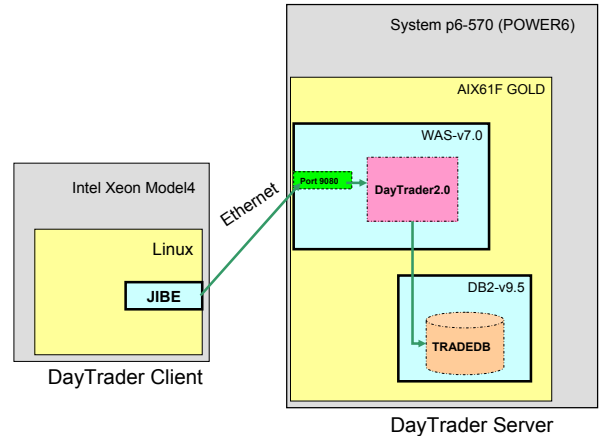 System p6-570 (POWER6)
AIX61F GOLD
WAS-v7.0
Port 9080
DayTrader2.0
DB2-v9.5
TRADEDB
DayTrader Server
Ethernet
Intel Xeon Model4
Linux
JIBE
DayTrader Client